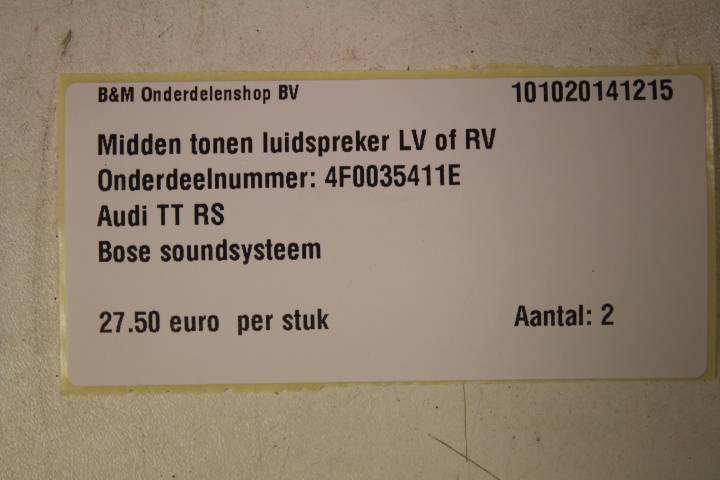 B&M Onderdelenshop BV 101020141215
Midden tonen luidspreker LV of RV
Onderdeelnummer: 4F0035411E
Audi TT RS
Bose soundsysteem
27.50 euro per stuk Aantal: 2